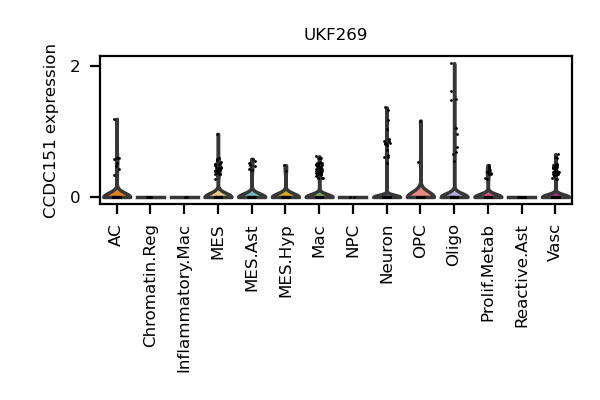 UKF269
CCDC151 expression
2
0
AC
Chromatin.Reg
Inflammatory.Mac
MES
MES.Ast
MES.Hyp
Mac
NPC
Neuron
OPC
Oligo
Prolif.Metab
Reactive.Ast
Vasc